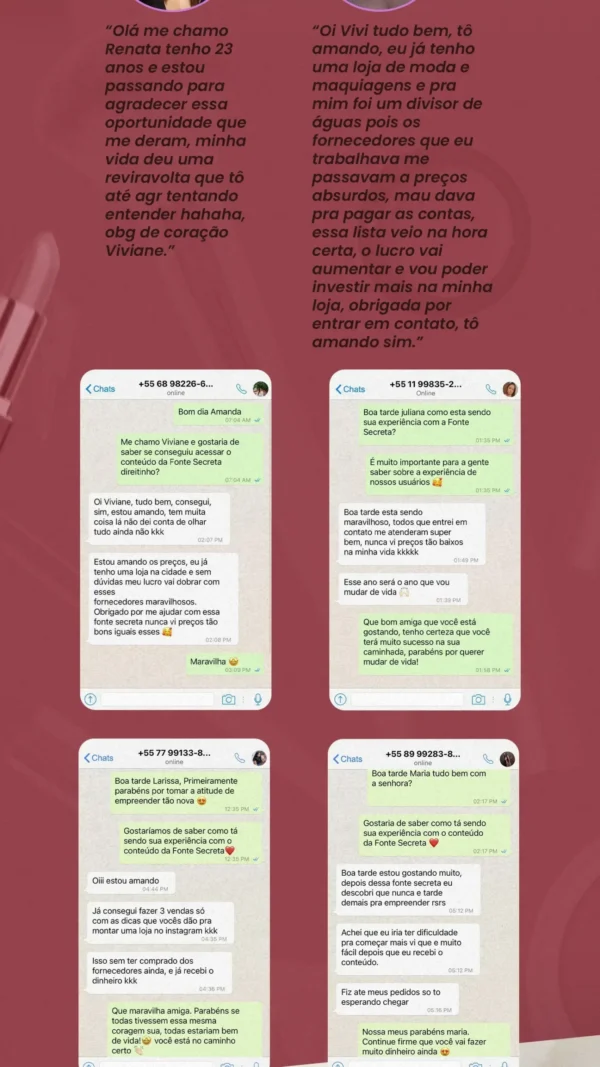 “Olá me chamo
Renata tenho 23
anos e estou
passando para
agradecer essa
oportunidade que
me deram, minha
vida deu uma
reviravolta que tô
até agr tentando
entender hahaha,
obg de coração
Viviane.”
“Oi Vivi tudo bem, tô
amando, eu já tenho
uma loja de moda e
maquiagens e pra
mim foi um divisor de
águas pois os
fornecedores que eu
trabalhava me
passavam a preços
absurdos, mau dava
pra pagar as contas,
essa lista veio na hora
certa, o lucro vai
aumentar e vou poder
investir mais na minha
loja, obrigada por
entrar em contato, tô
amando sim.”
Chats
+55 68 98226-6...
online
Bom dia Amanda
07:04 AM
Me chamo Viviane e gostaria de
saber se conseguiu acessar o
conteúdo da Fonte Secreta
direitinho?
07:04 AM
Oi Viviane, tudo bem, consegui,
sim, estou amando, tem muita
coisa lá não dei conta de olhar
tudo ainda não kkk
02:07 PM
Estou amando os preços, eu já
tenho uma loja na cidade e sem
dúvidas meu lucro vai dobrar com
esses
fornecedores maravilhosos.
Obrigado por me ajudar com essa
fonte secreta nunca vi preços tão
bons iguais esses 🥰
02:08 PM
Maravilha 🤩
02:09 PM
Chats
+55 11 99835-2...
Online
Boa tarde juliana como esta sendo
sua experiência com a Fonte
Secreta?
01:39 PM
É muito importante para a gente
saber sobre a experiência de
nossos usuários 🥰
01:39 PM
Boa tarde esta sendo
maravilhoso, todos que entrei em
contato me atenderam super
bem, nunca vi preços tão baixos
na minha vida kkkkk
01:49 PM
Esse ano será o ano que vou
mudar de vida
01:39 PM
Que bom amiga que você está
gostando, tenho certeza que você
terá muito sucesso na sua
caminhada, parabéns por querer
mudar de vida!
01:58 PM
Chats
+55 77 99133-8...
online
Boa tarde Larissa, Primeiramente
parabéns por tomar a atitude de
empreender tão nova 😍
12:36 PM
Gostaríamos de saber como tá
sendo sua experiência com o
conteúdo da Fonte Secreta❤️
12:36 PM
Oiii estou amando
04:44 PM
Já consegui fazer 3 vendas só
com as dicas que vocês dão pra
montar uma loja no instagram kkk
04:35 PM
Isso sem ter comprado dos
fornecedores ainda, e já recebi o
dinheiro kkk
04:36 PM
Que maravilha amiga. Parabéns se
todas tivessem essa mesma
coragem sua, todas estariam bem
de vida!🤩 você está no caminho
certo 👏
Chats
+55 89 99283-8...
online
Boa tarde Maria tudo bem com
a senhora?
02:17 PM
Gostaria de saber como tá sendo
sua experiência com o conteúdo
da Fonte Secreta ❤️
02:17 PM
Boa tarde estou gostando muito,
depois dessa fonte secreta eu
descobri que nunca e tarde
demais pra empreender rsrs
06:12 PM
Achei que eu iria ter dificuldade
pra começar mais vi que e muito
fácil depois que eu recebi o
conteúdo.
06:12 PM
Fiz ate meus pedidos so to
esperando chegar
06:16 PM
Nossa meus parabéns maria.
Continue firme que você vai fazer
muito dinheiro ainda 😍